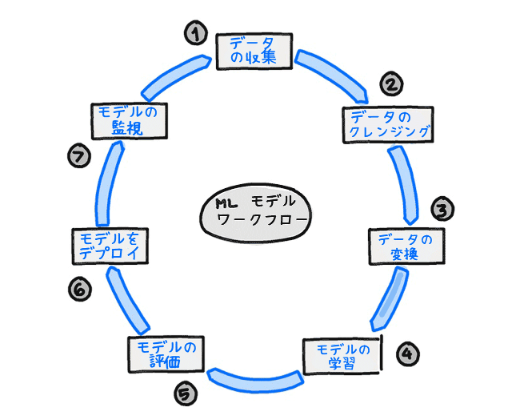 1
データ
の収集
2
データの
クレンジング
3
データの
変換
4
モデルの
学習
5
モデルの
評価
6
モデルを
デプロイ
7
モデルの
監視
ML モデル
ワークフロー